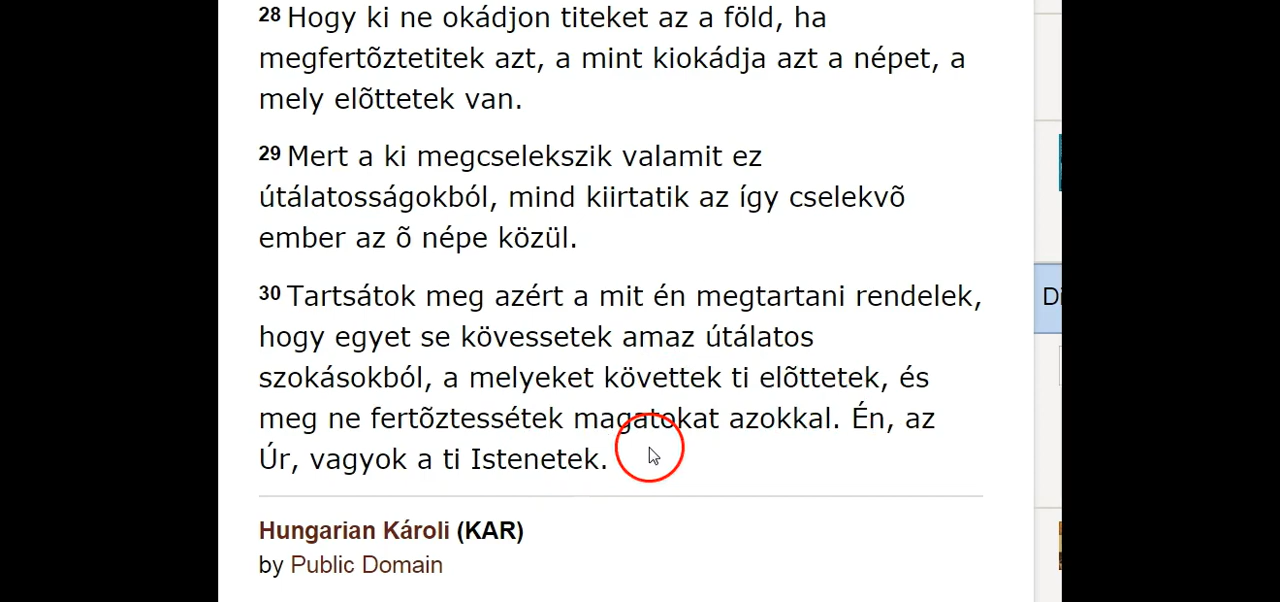 28 Hogy ki ne okádjon titeket az a föld, ha
megfertõztetitek azt, a mint kiokádja azt a népet, a
mely elõttetek van.
29 Mert a ki megcselekszik valamit ez
útálatosságokból, mind kiirtatik az így cselekvõ
ember az õ népe közül.
30 Tartsátok meg azért a mit én megtartani rendelek,
hogy egyet se kövessetek amaz útálatos
szokásokból, a melyeket követtek ti elõttetek, és
meg ne fertõztessétek magatokat azokkal. Én, az
Úr, vagyok a ti Istenetek.
Hungarian Károli (KAR)
by Public Domain